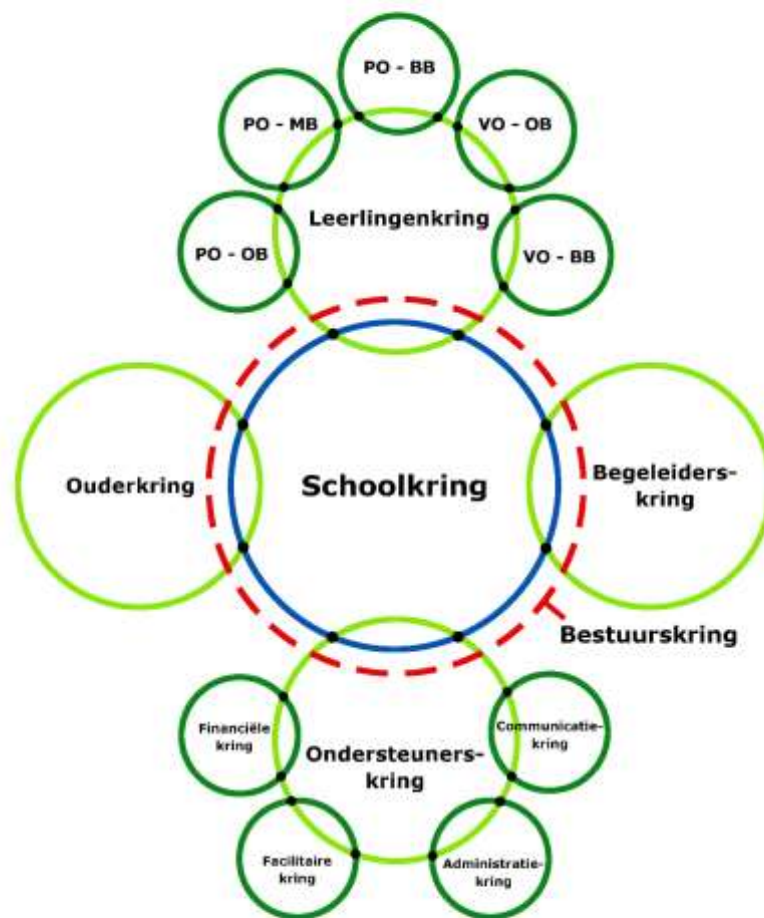 PO - BB
PO - MB
VO - OB
Leerlingenkring
PO - OB
VO - BB
Ouderkring
Schoolkring
Begeleiders-
kring
Bestuurskring
Financiële
kring
Communicatie-
kring
Ondersteuners-
kring
Facilitaire
kring
Administratie-
kring